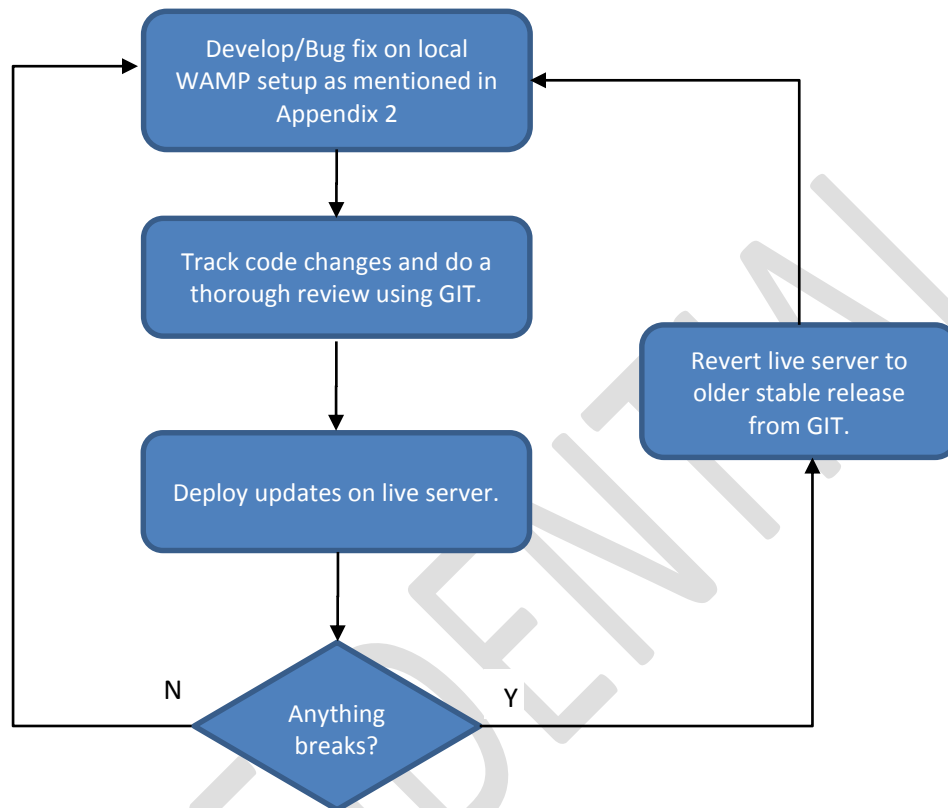 Develop/Bug fix on local
WAMP setup as mentioned in
Appendix 2
Track code changes and do a
thorough review using GIT.
Revert live server to
older stable release
from GIT.
Deploy updates on live server.
N
Y
Anything
breaks?
DENTIAL